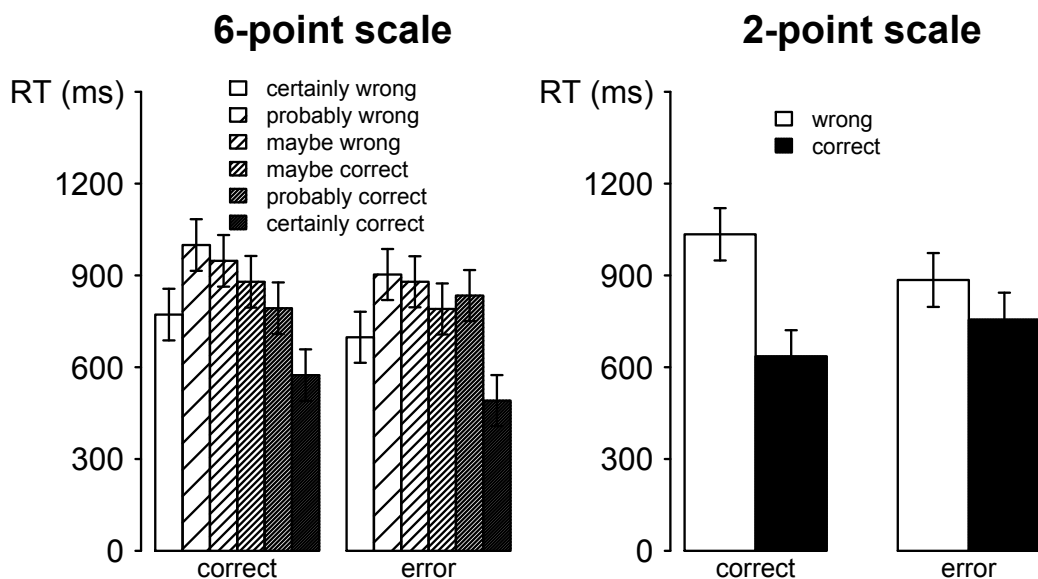 6-point scale
RT (ms)
certainly wrong
probably wrong
maybe wrong
maybe correct
probably correct
certainly correct
1200
900
600
300
0
correct
error
2-point scale
RT (ms)
wrong
correct
1200
900
600
300
0
correct
error